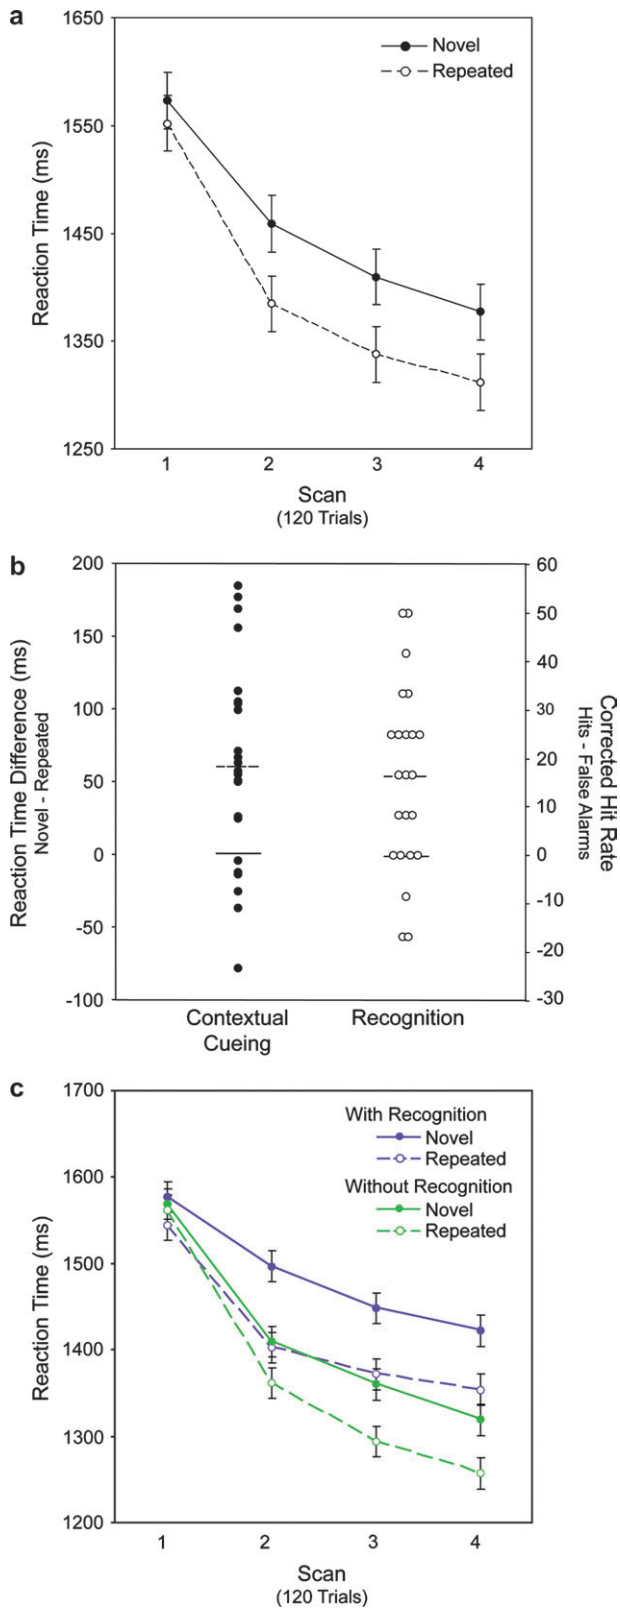 a
1650
1550
1450
1350
1250
Reaction Time (ms)
Novel
Repeated
1
2
3
4
Scan
(120 Trials)
b
200
150
100
50
0
-50
-100
Reaction Time Difference (ms)
Novel - Repeated
60
50
40
30
20
10
0
-10
-20
-30
Corrected Hit Rate
Hits - False Alarms
Contextual
Cueing
Recognition
c
1700
1600
1500
1400
1300
1200
Reaction Time (ms)
With Recognition
Novel
Repeated
Without Recognition
Novel
Repeated
1
2
3
4
Scan
(120 Trials)